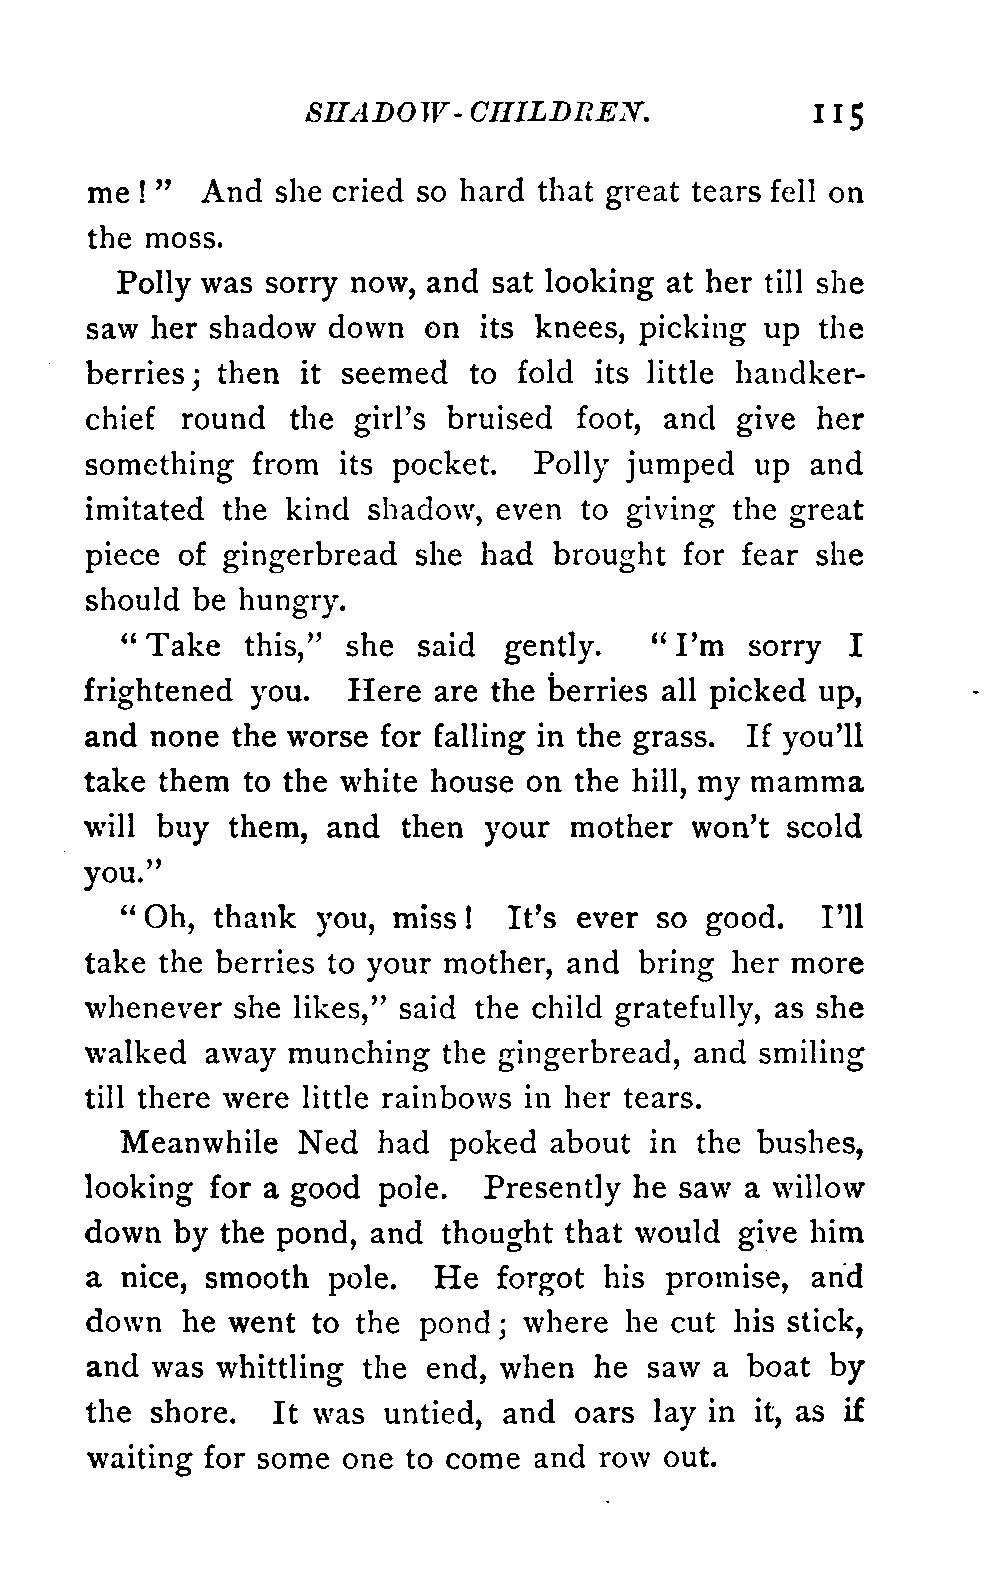 SHADOW-CHILDREN. 115
me!" And she cried so hard that great tears fell on
the moss.
Polly was sorry now, and sat looking at her till she
saw her shadow down on its knees, picking up the
berries; then it seemed to fold its little handker-
chief round the girl's bruised foot, and give her
something from its pocket. Polly jumped up and
imitated the kind shadow, even to giving the great
piece of gingerbread she had brought for fear she
should be hungry.
"Take this," she said gently. "I'm sorry I
frightened you. Here are the berries all picked up,
and none the worse for falling in the grass. If you'll
take them to the white house on the hill, my mamma
will buy them, and then your mother won't scold
you."
"Oh, thank you, miss! It's ever so good. I'll
take the berries to your mother, and bring her more
whenever she likes," said the child gratefully, as she
walked away munching the gingerbread, and smiling
till there were little rainbows in her tears.
Meanwhile Ned had poked about in the bushes,
looking for a good pole. Presently he saw a willow
down by the pond, and thought that would give him
a nice, smooth pole. He forgot his promise, and
down he went to the pond; where he cut his stick,
and was whittling the end, when he saw a boat by
the shore. It was untied, and oars lay in it, as if
waiting for some one to come and row out.